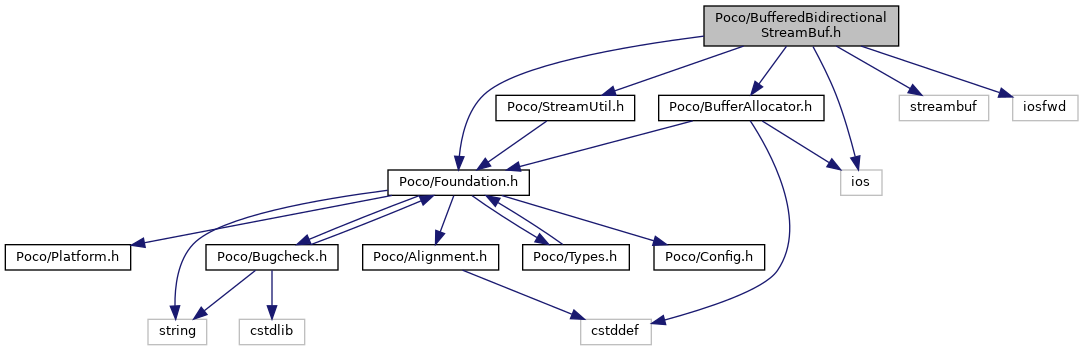 Poco/BufferedBidirectional
StreamBuf.h
Poco/StreamUtil.h
Poco/BufferAllocator.h
streambuf
iosfwd
Poco/Foundation.h
ios
Poco/Platform.h
Poco/Bugcheck.h
Poco/Alignment.h
Poco/Types.h
Poco/Config.h
string
cstdlib
cstddef